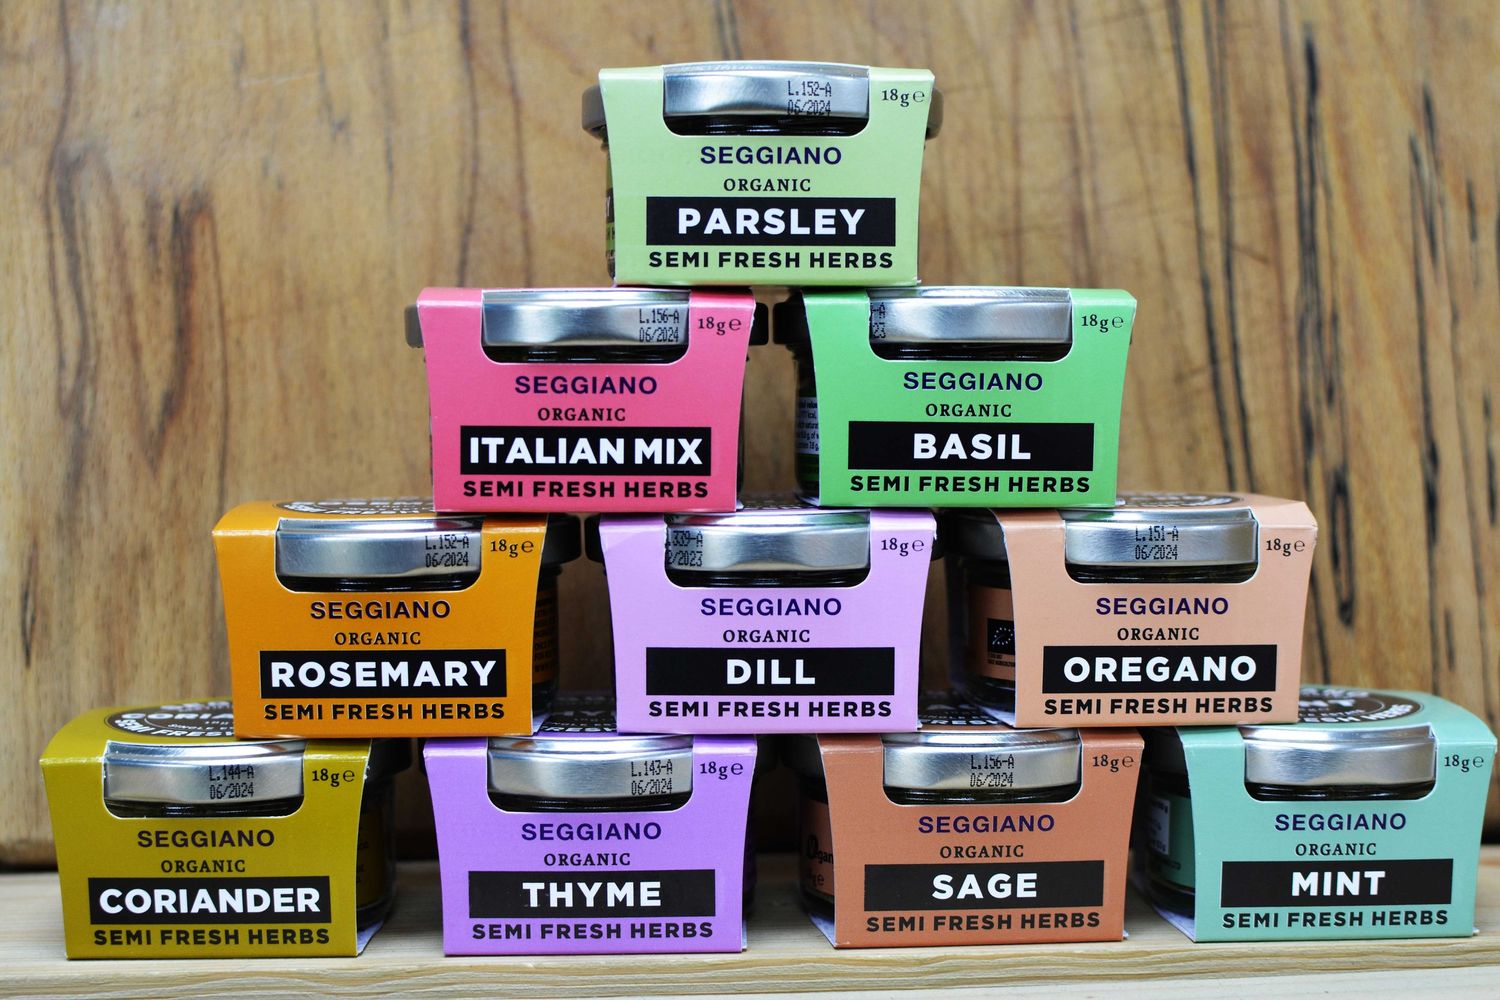 L.152-A
06/2024
18g℮
SEGGIANO
ORGANIC
PARSLEY
SEMI FRESH HERBS
L.156-A
06/2024
18g℮
SEGGIANO
ORGANIC
ITALIAN MIX
SEMI FRESH HERBS
18g℮
SEGGIANO
ORGANIC
BASIL
SEMI FRESH HERBS
L.152-A
06/2024
18g℮
SEGGIANO
ORGANIC
ROSEMARY
SEMI FRESH HERBS
339-A
/2023
18g℮
SEGGIANO
ORGANIC
DILL
SEMI FRESH HERBS
L.151-A
06/2024
18g℮
SEGGIANO
ORGANIC
OREGANO
SEMI FRESH HERBS
L.144-A
06/2024
18g℮
SEGGIANO
ORGANIC
CORIANDER
SEMI FRESH HERBS
L.143-A
06/2024
18g℮
SEGGIANO
ORGANIC
THYME
SEMI FRESH HERBS
L.156-A
06/2024
18g℮
SEGGIANO
ORGANIC
SAGE
SEMI FRESH HERBS
18g℮
SEGGIANO
ORGANIC
MINT
SEMI FRESH HERBS